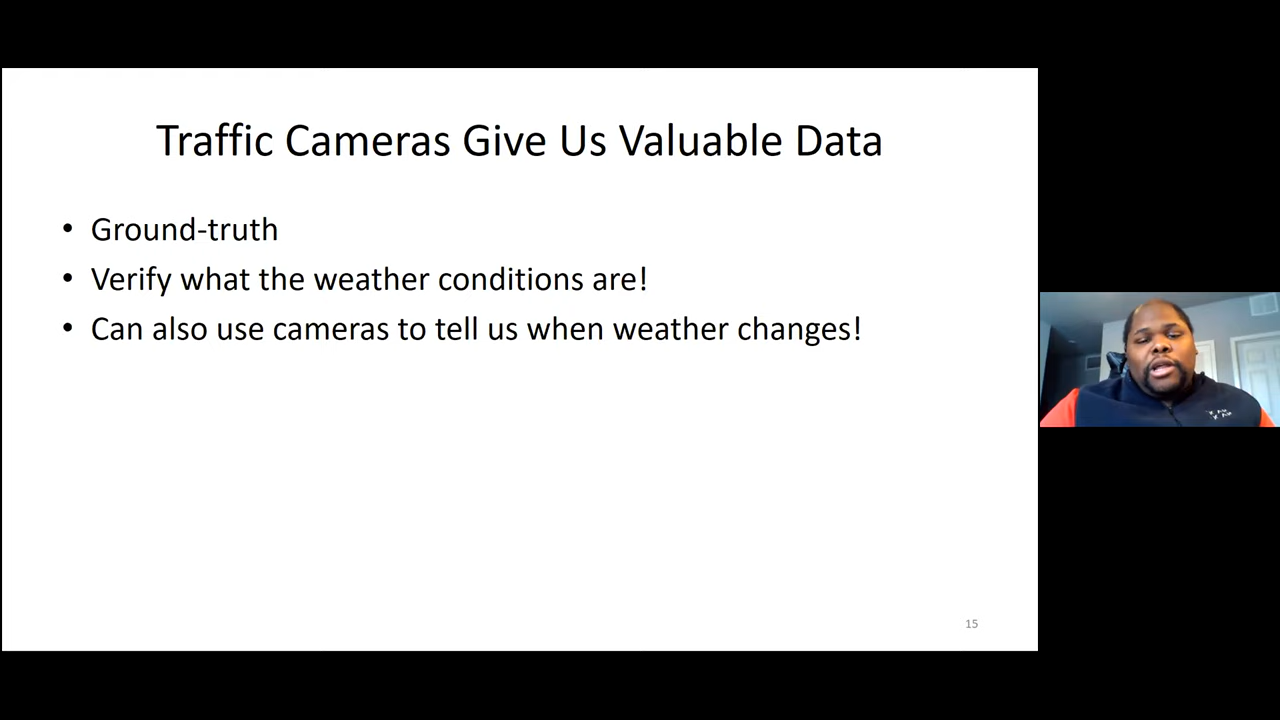 Traffic Cameras Give Us Valuable Data
• Ground-truth
• Verify what the weather conditions are!
• Can also use cameras to tell us when weather changes!
15